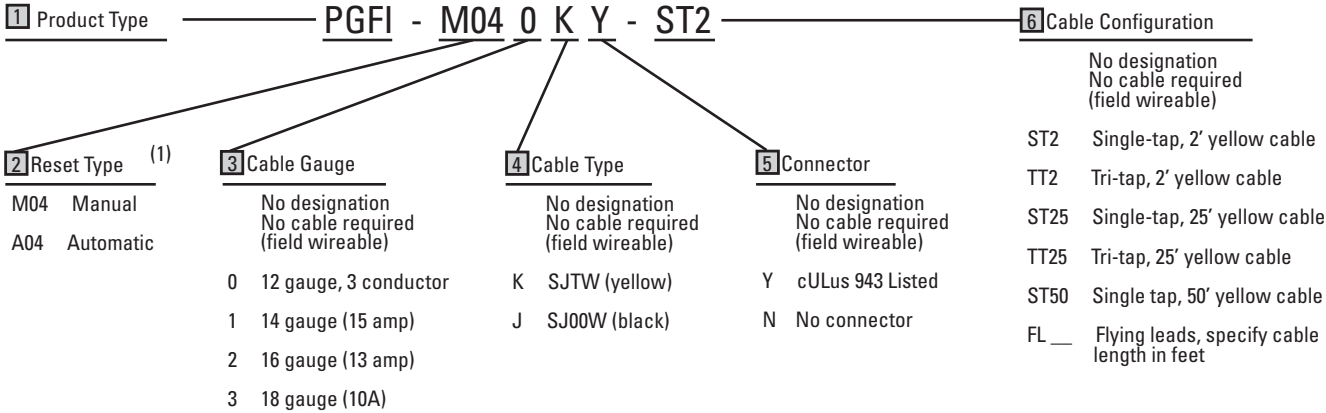 1 Product Type
PGFI - M04 0 K Y - ST2
6 Cable Configuration
No designation
No cable required
(field wireable)
ST2 Single-tap, 2′ yellow cable
TT2 Tri-tap, 2′ yellow cable
ST25 Single-tap, 25′ yellow cable
TT25 Tri-tap, 25′ yellow cable
ST50 Single tap, 50′ yellow cable
FL __ Flying leads, specify cable
length in feet
2 Reset Type (1)
M04 Manual
A04 Automatic
3 Cable Gauge
No designation
No cable required
(field wireable)
0 12 gauge, 3 conductor
1 14 gauge (15 amp)
2 16 gauge (13 amp)
3 18 gauge (10A)
4 Cable Type
No designation
No cable required
(field wireable)
K SJTW (yellow)
J SJ00W (black)
5 Connector
No designation
No cable required
(field wireable)
Y cULus 943 Listed
N No connector